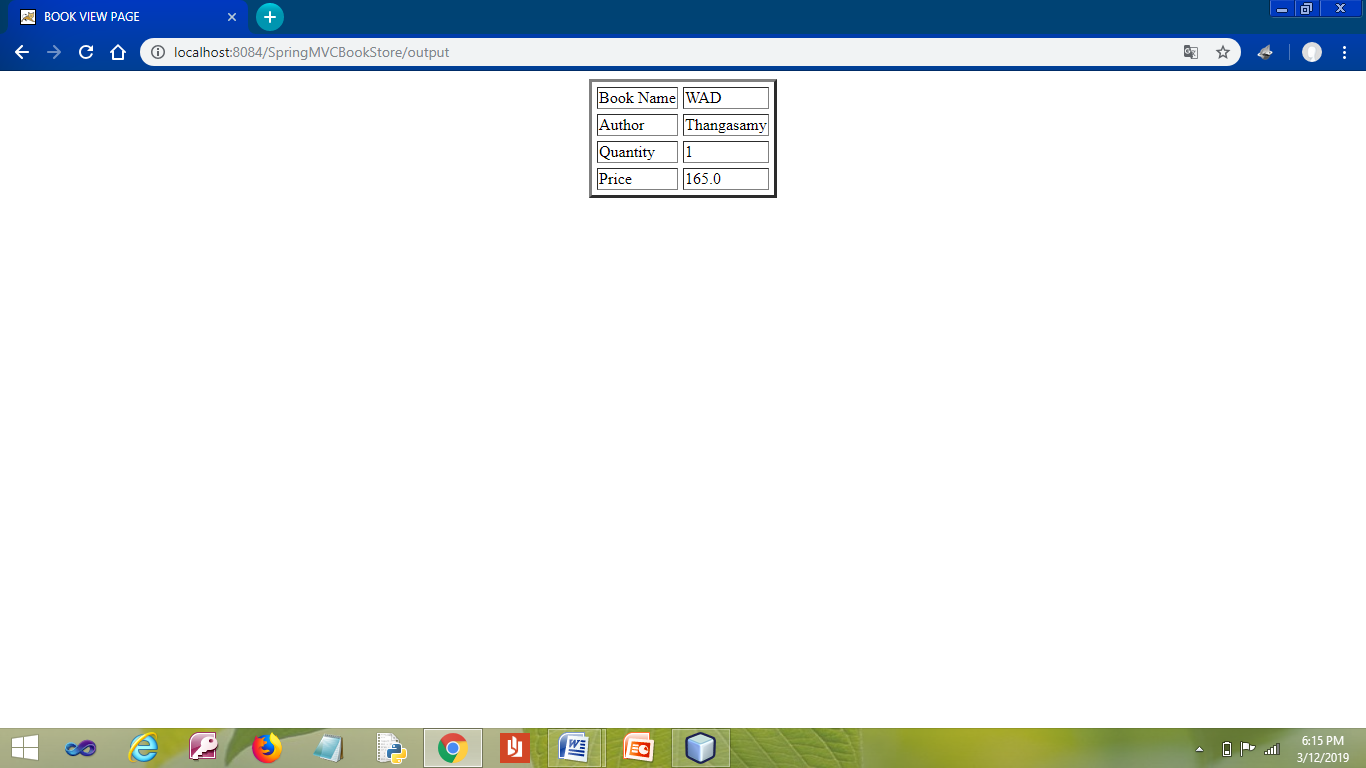 BOOK VIEW PAGE
localhost:8084/SpringMVCBookStore/output
Book Name WAD
Author Thangasamy
Quantity 1
Price 165.0
6:15 PM
3/12/2019